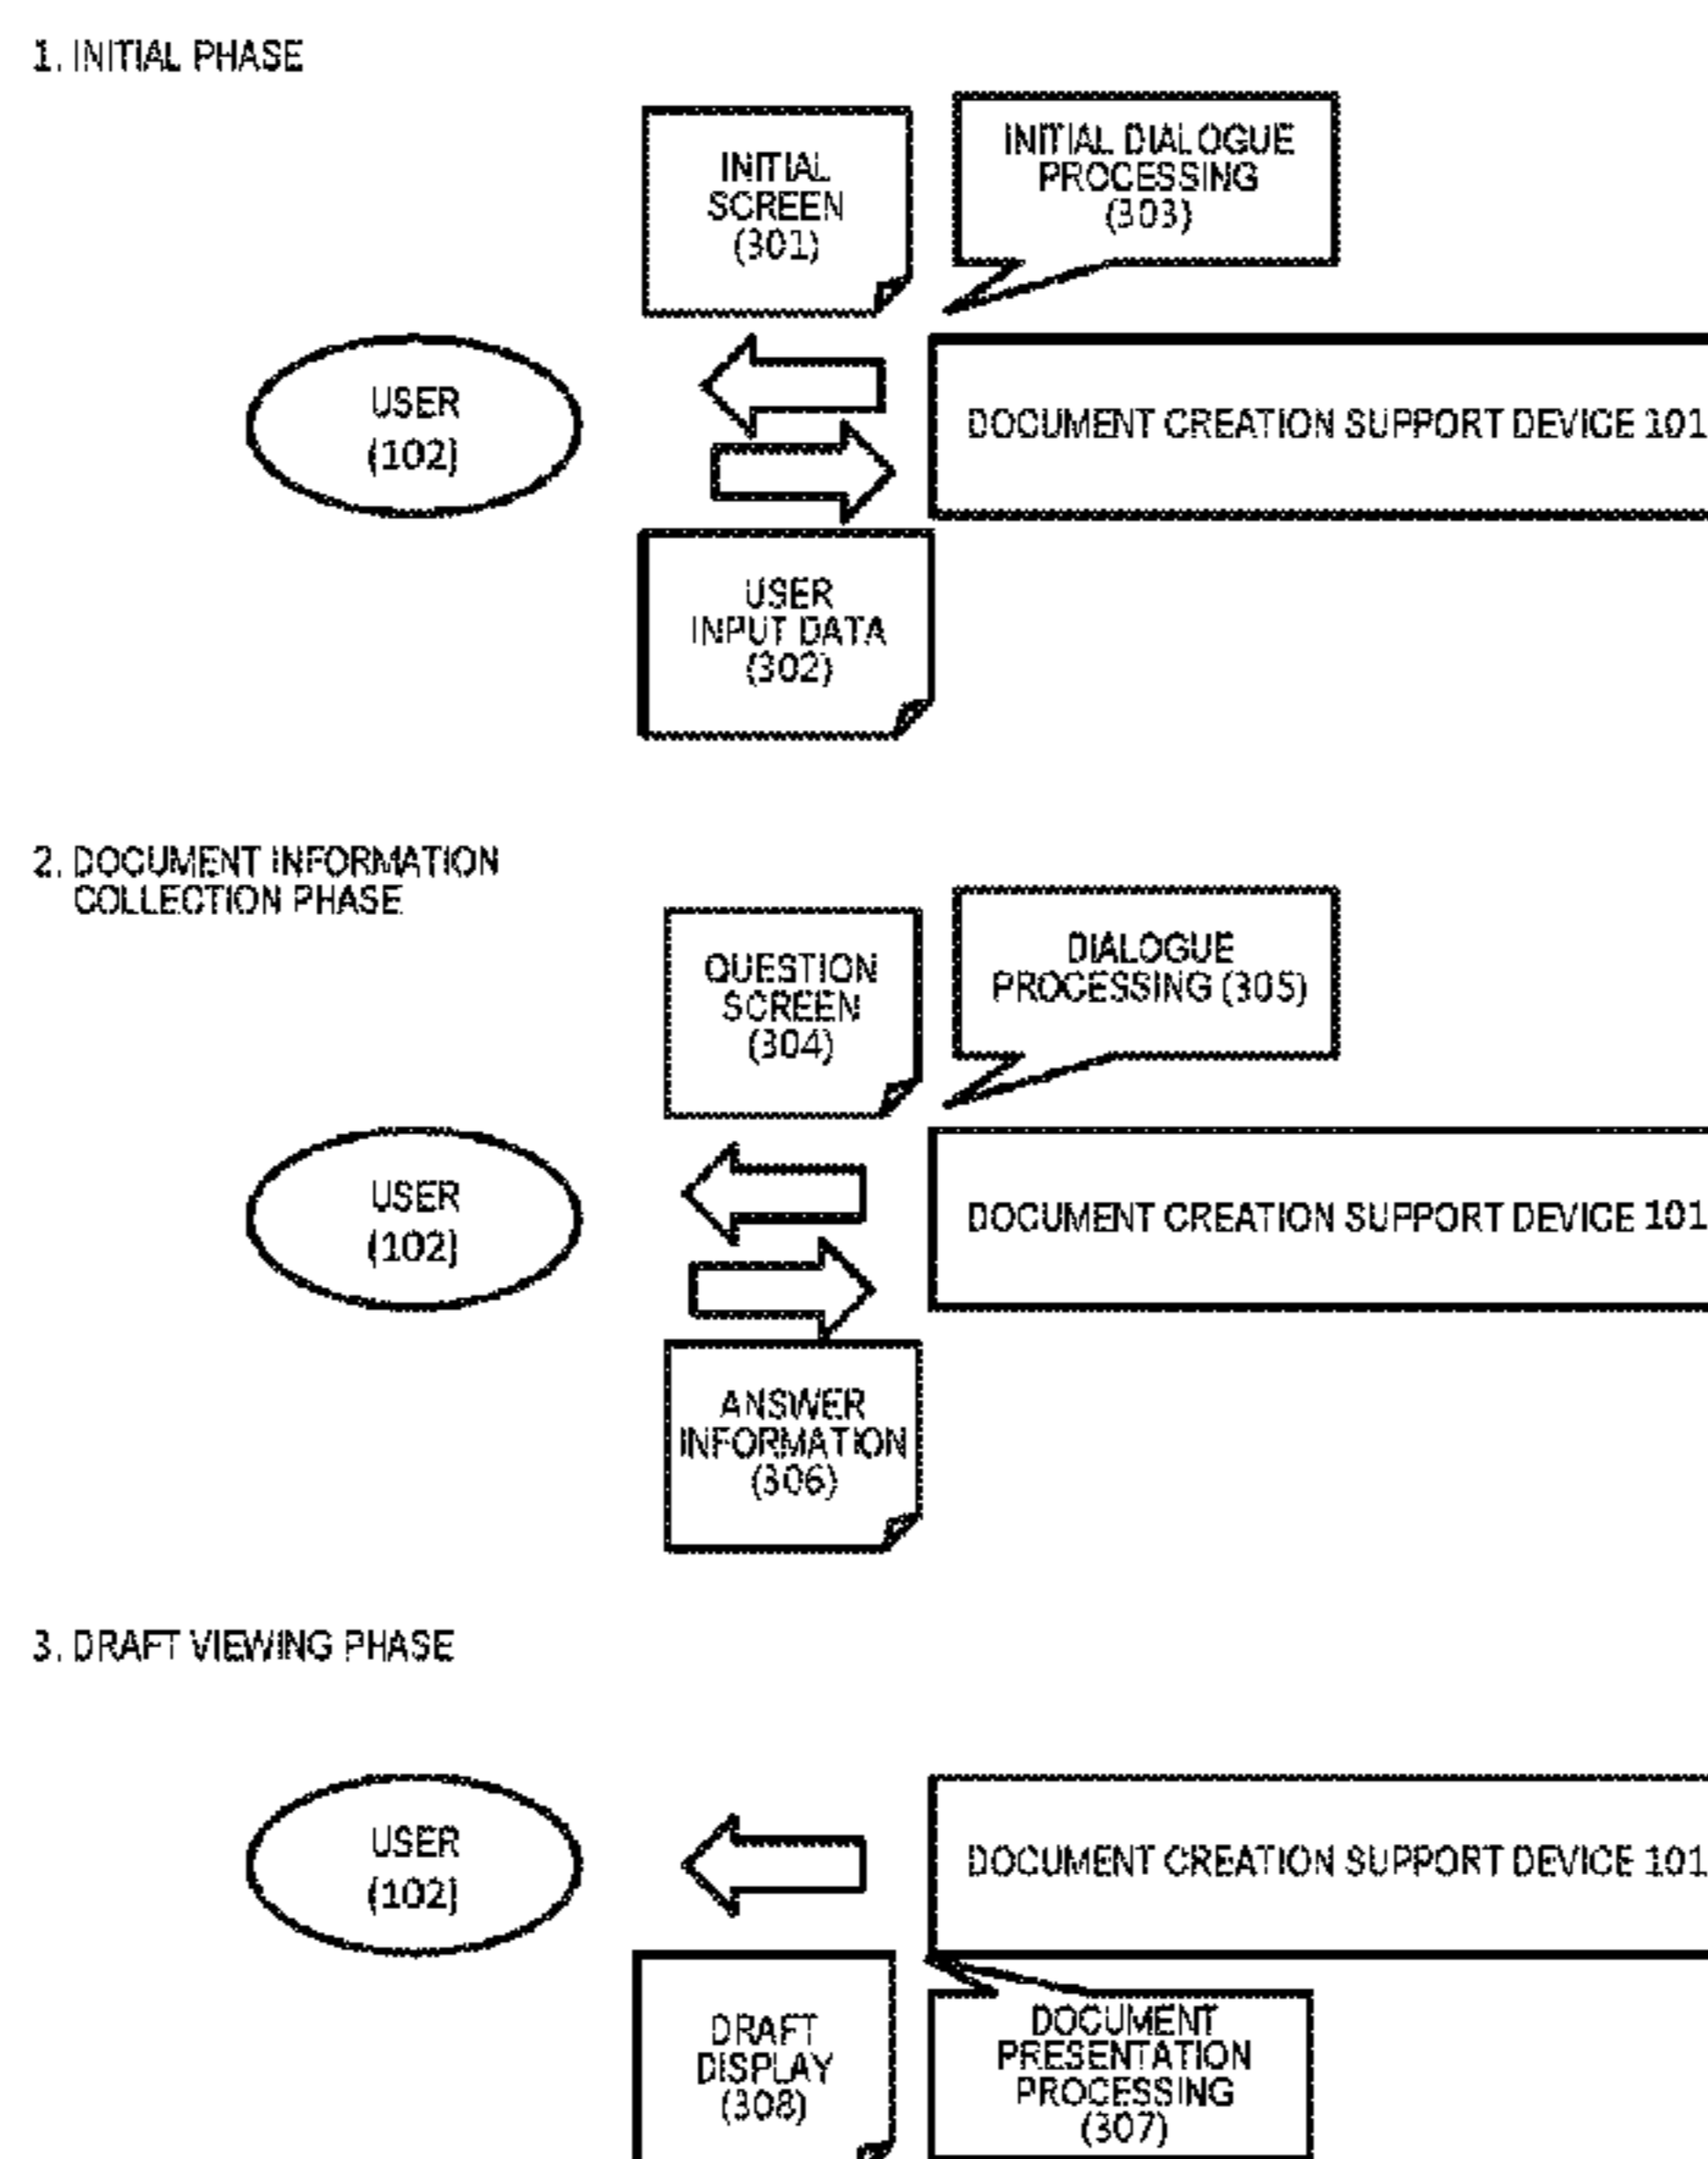 1. INITIAL PHASE
INITIAL
SCREEN
(301)
INITIAL DIALOGUE
PROCESSING
(303)
USER
(102)
DOCUMENT CREATION SUPPORT DEVICE 101
USER
INPUT DATA
(302)
2. DOCUMENT INFORMATION
COLLECTION PHASE
QUESTION
SCREEN
(304)
DIALOGUE
PROCESSING (305)
USER
(102)
DOCUMENT CREATION SUPPORT DEVICE 101
ANSWER
INFORMATION
(306)
3. DRAFT VIEWING PHASE
USER
(102)
DOCUMENT CREATION SUPPORT DEVICE 101
DRAFT
DISPLAY
(308)
DOCUMENT
PRESENTATION
PROCESSING
(307)